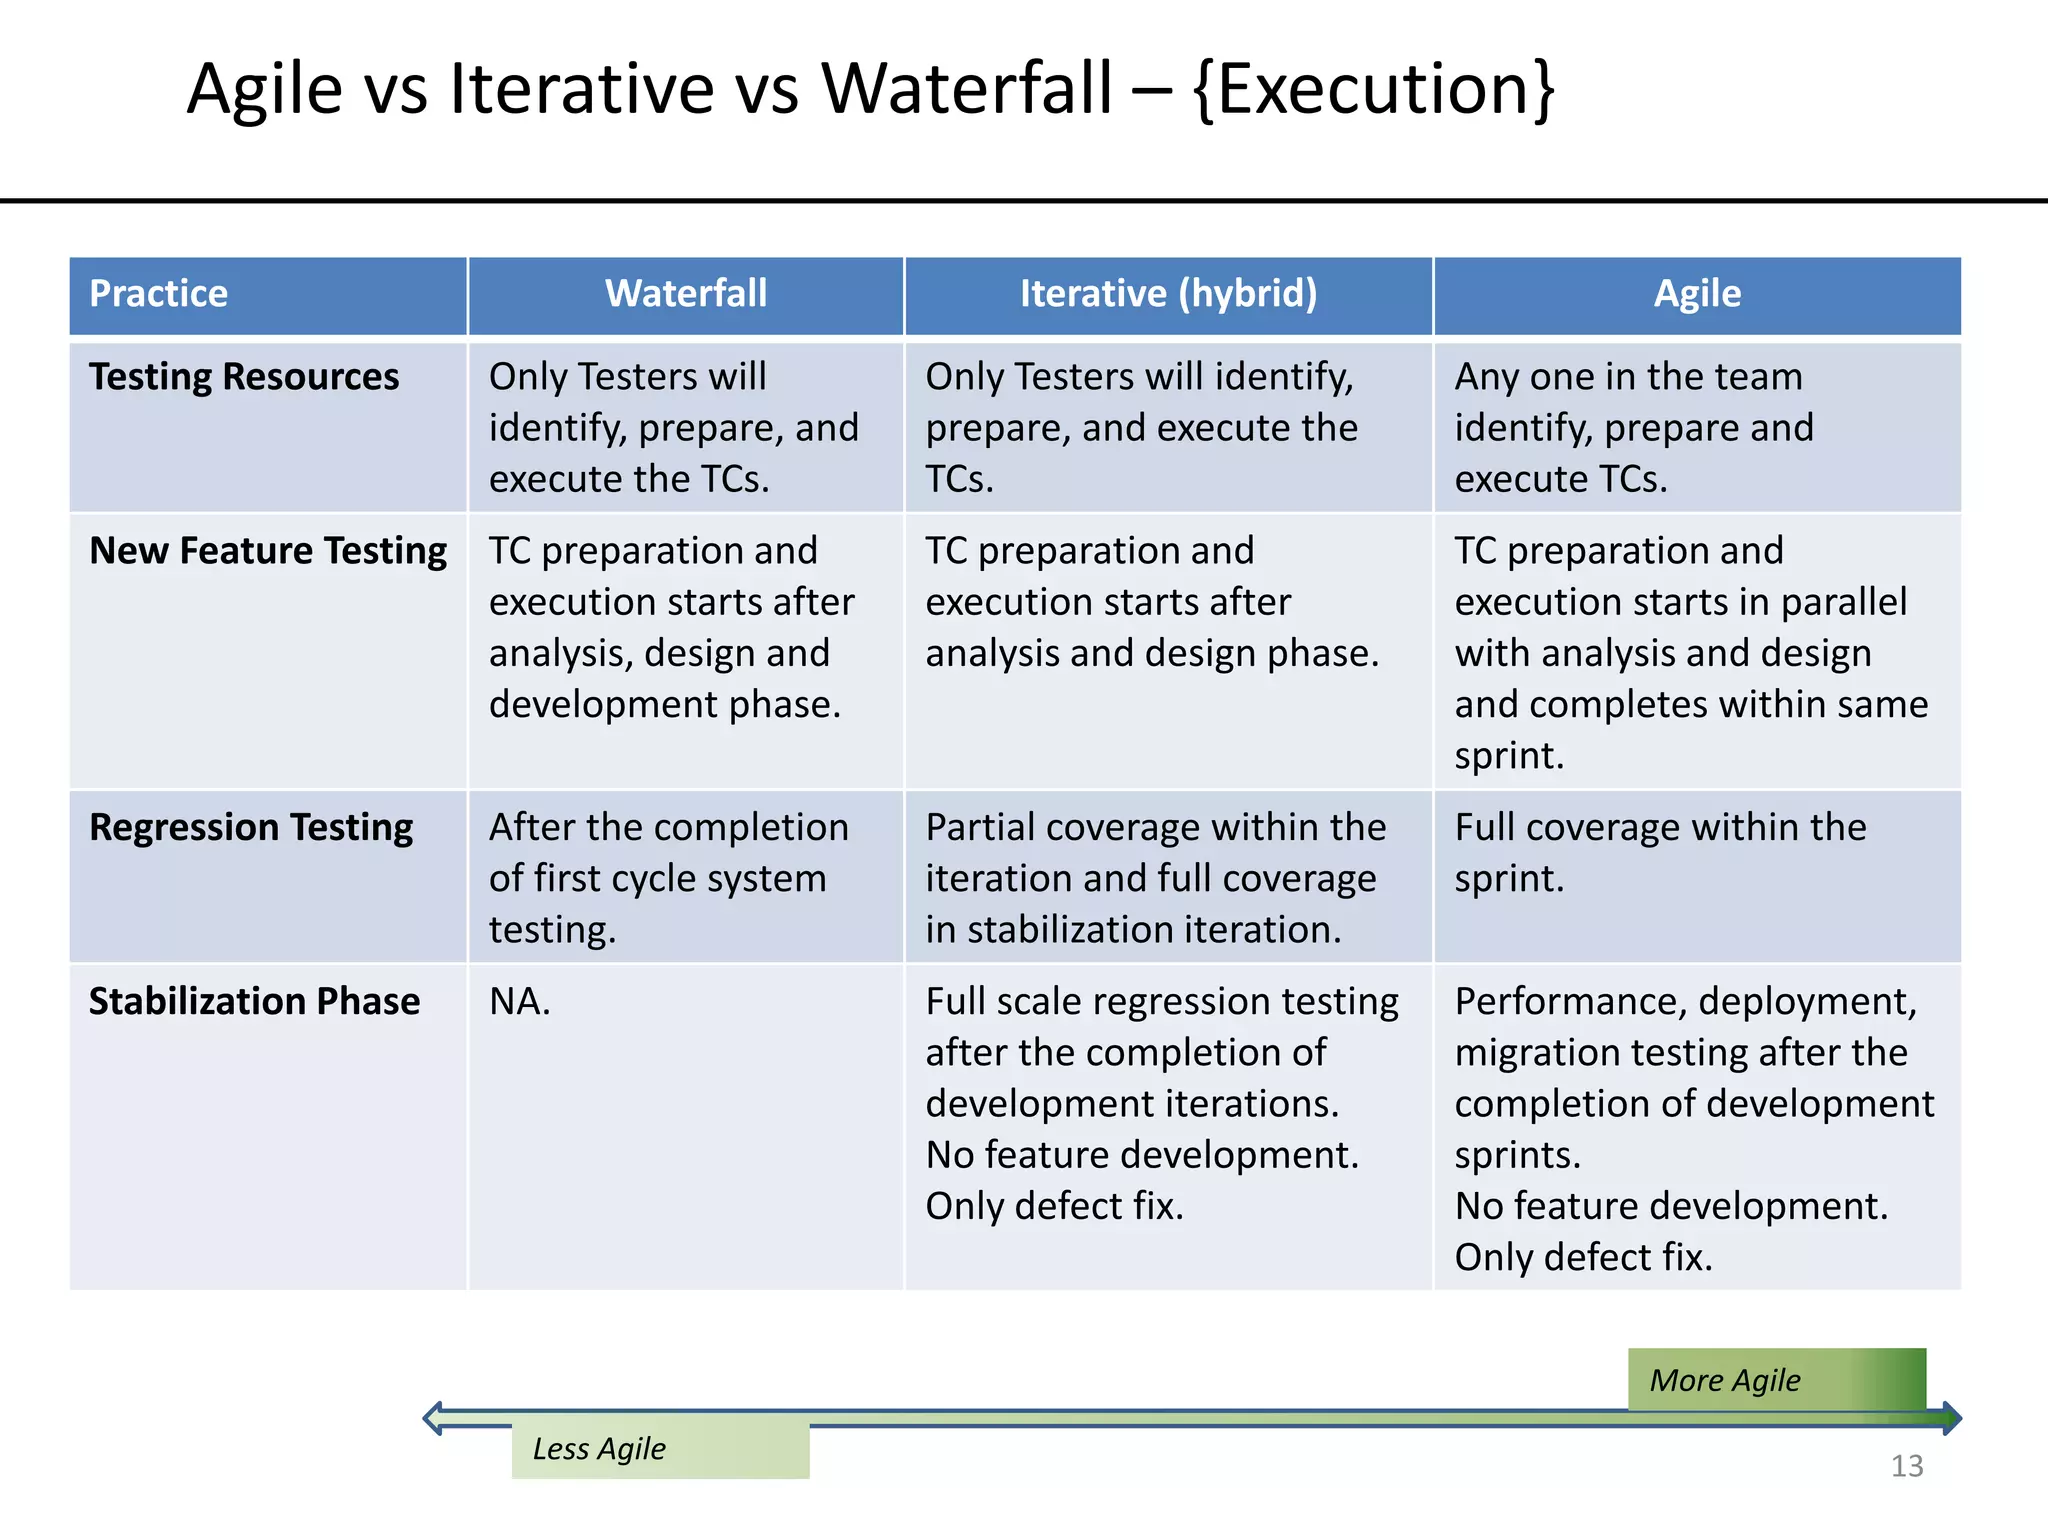 Agile vs Iterative vs Waterfall – {Execution}
Practice
Waterfall
Iterative (hybrid)
Agile
Testing Resources
Only Testers will
identify, prepare, and
execute the TCs.
Only Testers will identify,
prepare, and execute the
TCs.
Any one in the team
identify, prepare and
execute TCs.
New Feature Testing
TC preparation and
execution starts after
analysis, design and
development phase.
TC preparation and
execution starts after
analysis and design phase.
TC preparation and
execution starts in parallel
with analysis and design
and completes within same
sprint.
Regression Testing
After the completion
of first cycle system
testing.
Partial coverage within the
iteration and full coverage
in stabilization iteration.
Full coverage within the
sprint.
Stabilization Phase
NA.
Full scale regression testing
after the completion of
development iterations.
No feature development.
Only defect fix.
Performance, deployment,
migration testing after the
completion of development
sprints.
No feature development.
Only defect fix.
More Agile
Less Agile
13